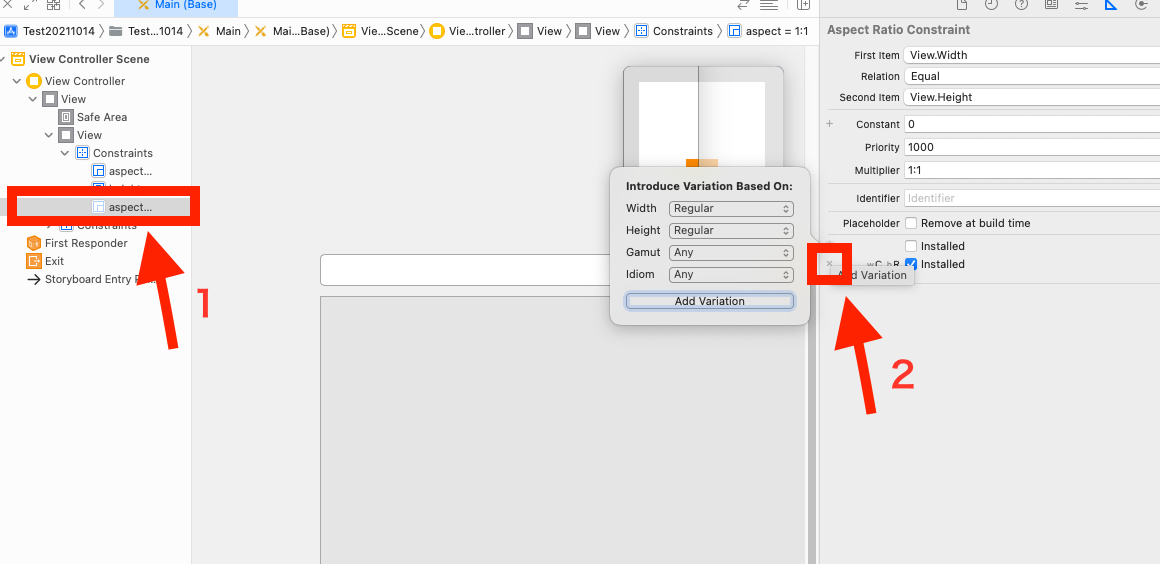 Main (Base)
Test20211014 〉 Test...1014 〉 Main 〉 Mai...Base) 〉 Vie...Scene 〉 Vie...troller 〉 View 〉 View 〉 Constraints 〉 aspect = 1:1
View Controller Scene
View Controller
View
Safe Area
View
Constraints
aspect...
aspect...
Constraints
First Responder
Exit
Storyboard Entry
1
Introduce Variation Based On:
Width Regular
Height Regular
Gamut Any
Idiom Any
Add Variation
Aspect Ratio Constraint
First Item View.Width
Relation Equal
Second Item View.Height
+ Constant 0
Priority 1000
Multiplier 1:1
Identifier Identifier
Placeholder Remove at build time
Installed
× wC hR Installed
Add Variation
2